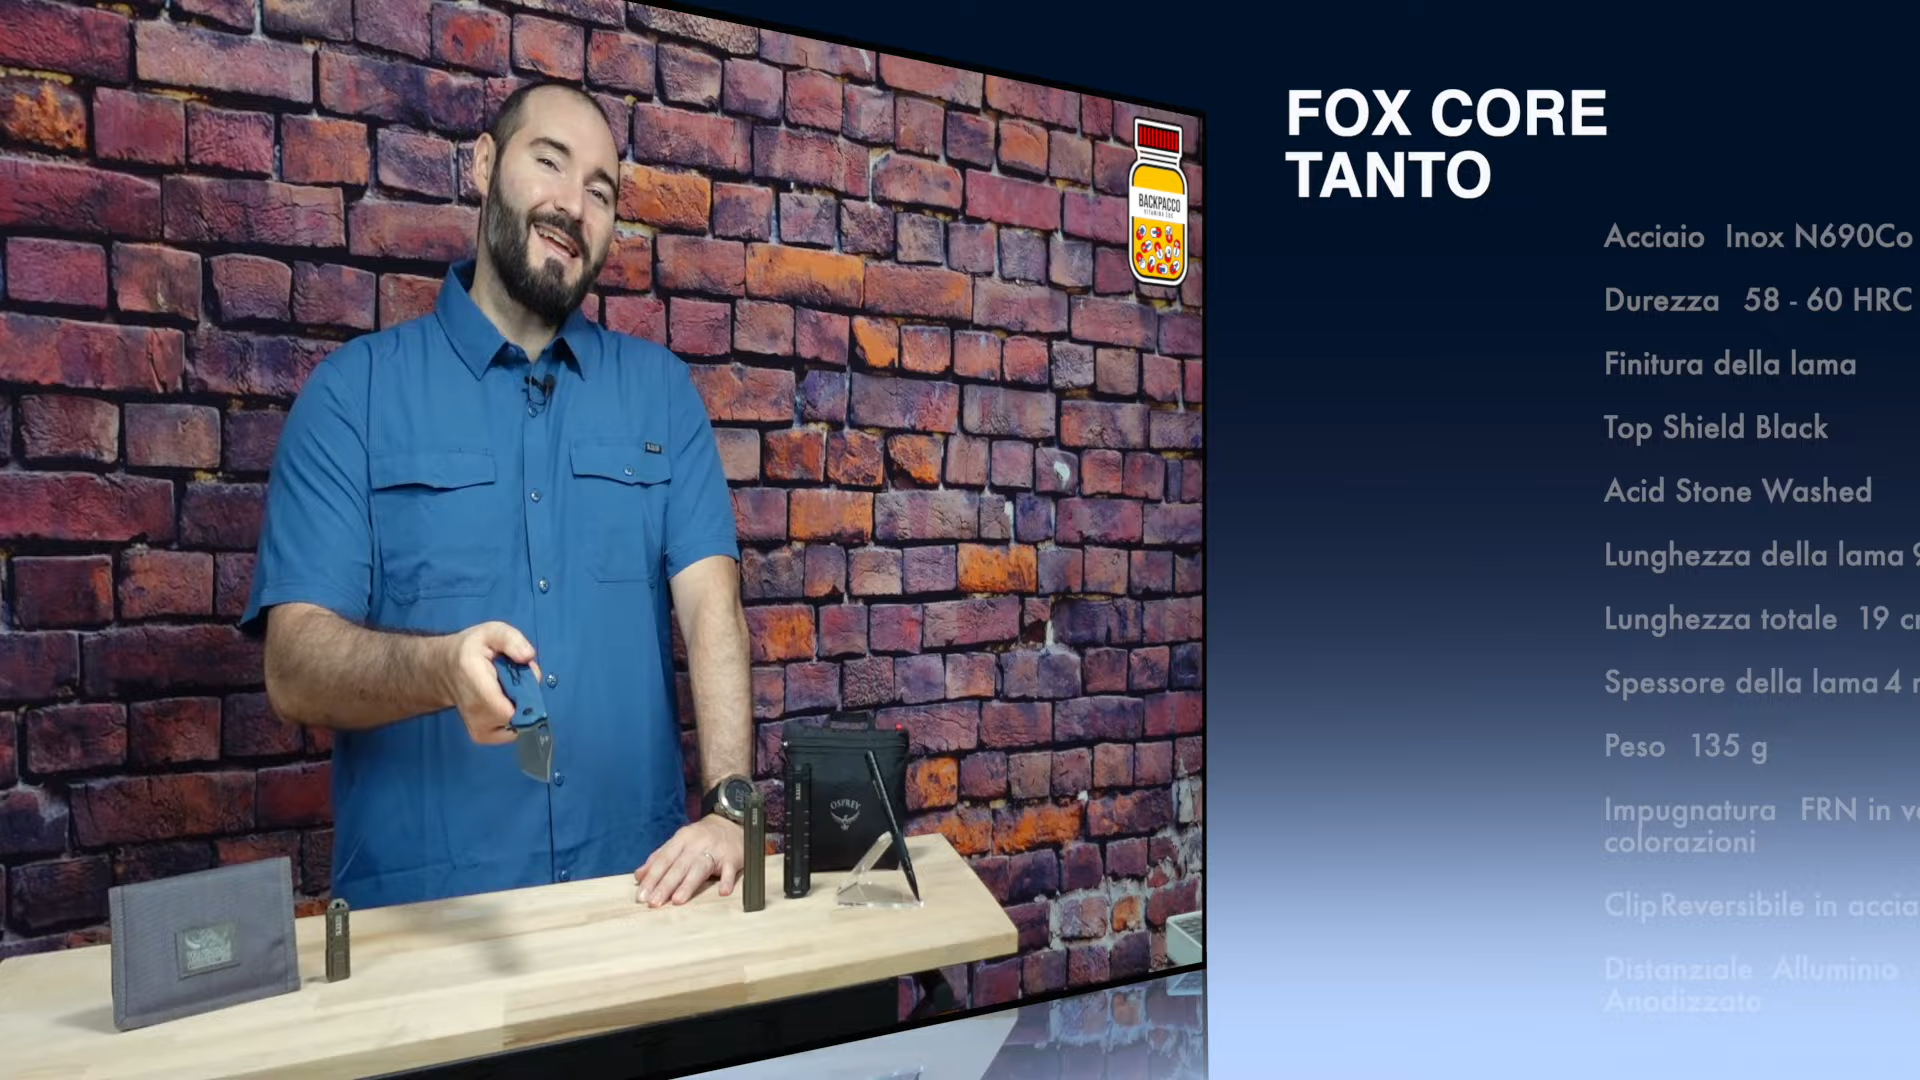 FOX CORE
TANTO
BACKPACCO
Acciaio Inox N690Co
Durezza 58 - 60 HRC
Finitura della lama
Top Shield Black
Acid Stone Washed
Lunghezza della lama
Lunghezza totale 19
Spessore della lama 4
Peso 135 g
Impugnatura FRN in
colorazioni
Clip Reversibile in
Distanziale Alluminio
Anodizzato
OSPREY